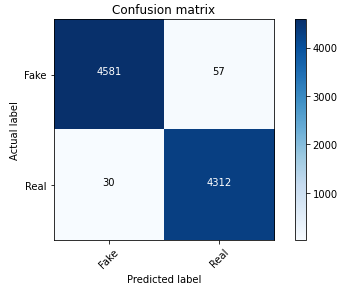 Confusion matrix
Actual label
Fake 4581 57
Real 30 4312
Fake Real
Predicted label
4000
3000
2000
1000